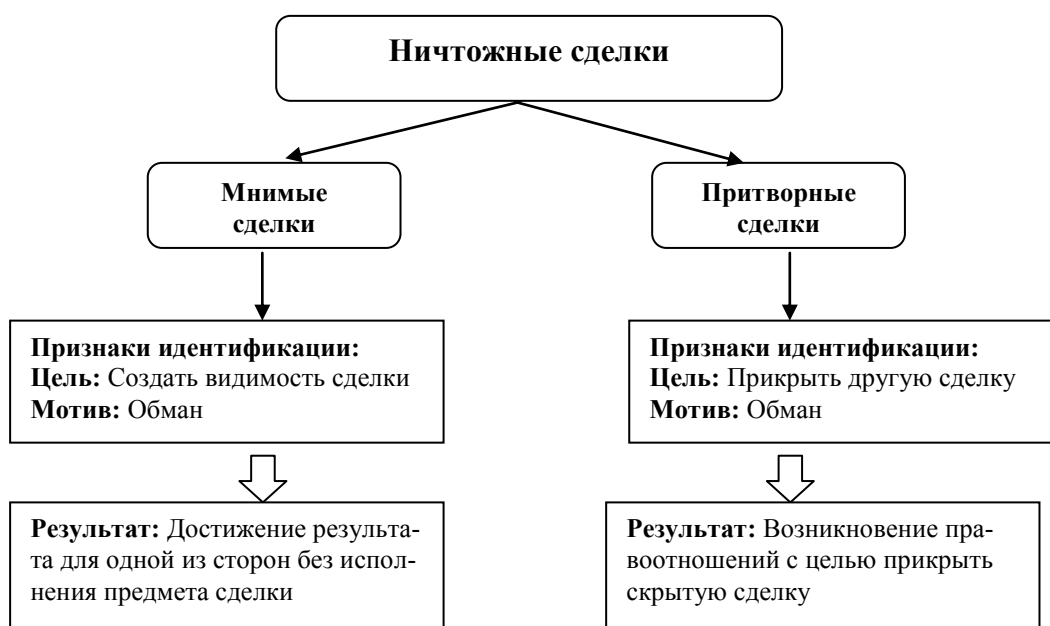 Ничтожные сделки
Мнимые
сделки
Притворные
сделки
Признаки идентификации:
Цель: Создать видимость сделки
Мотив: Обман
Признаки идентификации:
Цель: Прикрыть другую сделку
Мотив: Обман
Результат: Достижение результа-
та для одной из сторон без испол-
нения предмета сделки
Результат: Возникновение пра-
воотношений с целью прикрыть
скрытую сделку